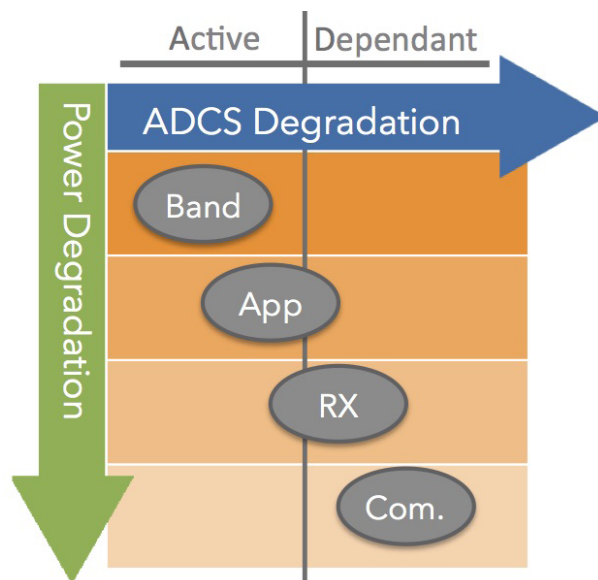 Active Dependant
ADCS Degradation
Power Degradation
Band
App
RX
Com.